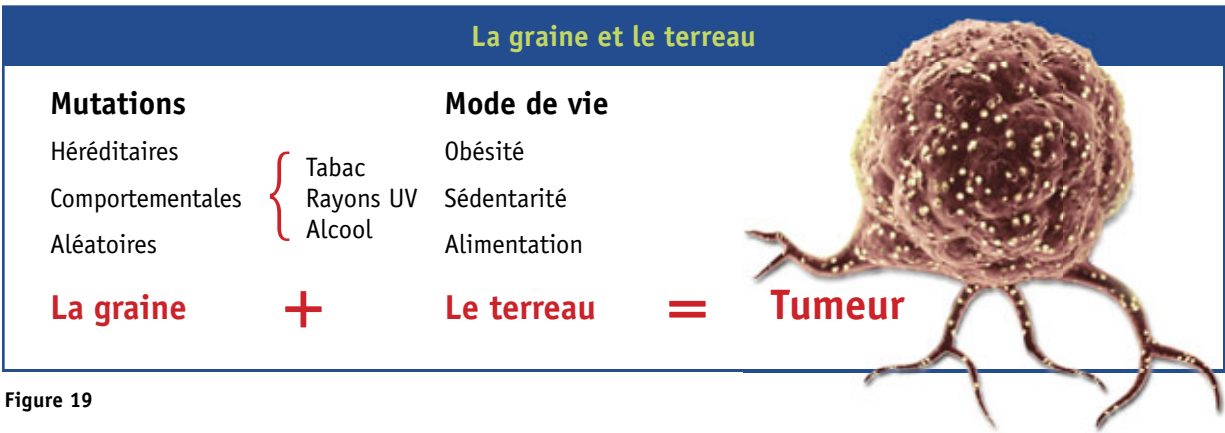 La graine et le terreau
Mutations
Héréditaires
Comportementales
Aléatoires
Tabac
Rayons UV
Alcool
Mode de vie
Obésité
Sédentarité
Alimentation
La graine + Le terreau = Tumeur
Figure 19